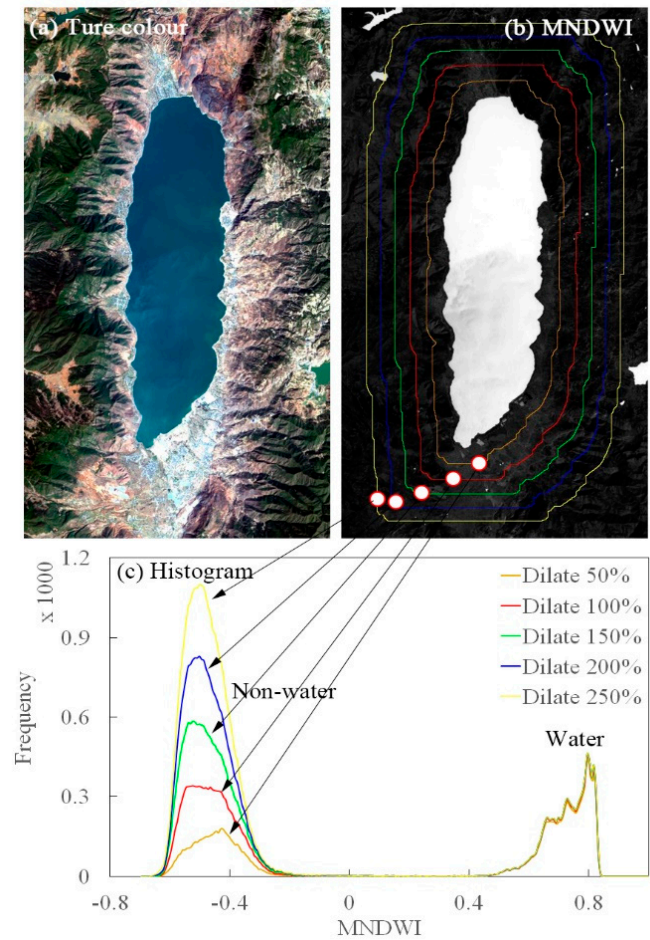 (a) Ture colour
(b) MNDWI
(c) Histogram
x 1000
Frequency
1.2
0.9
0.6
0.3
0
Non-water
Water
Dilate 50%
Dilate 100%
Dilate 150%
Dilate 200%
Dilate 250%
-0.8
-0.4
0
0.4
0.8
MNDWI